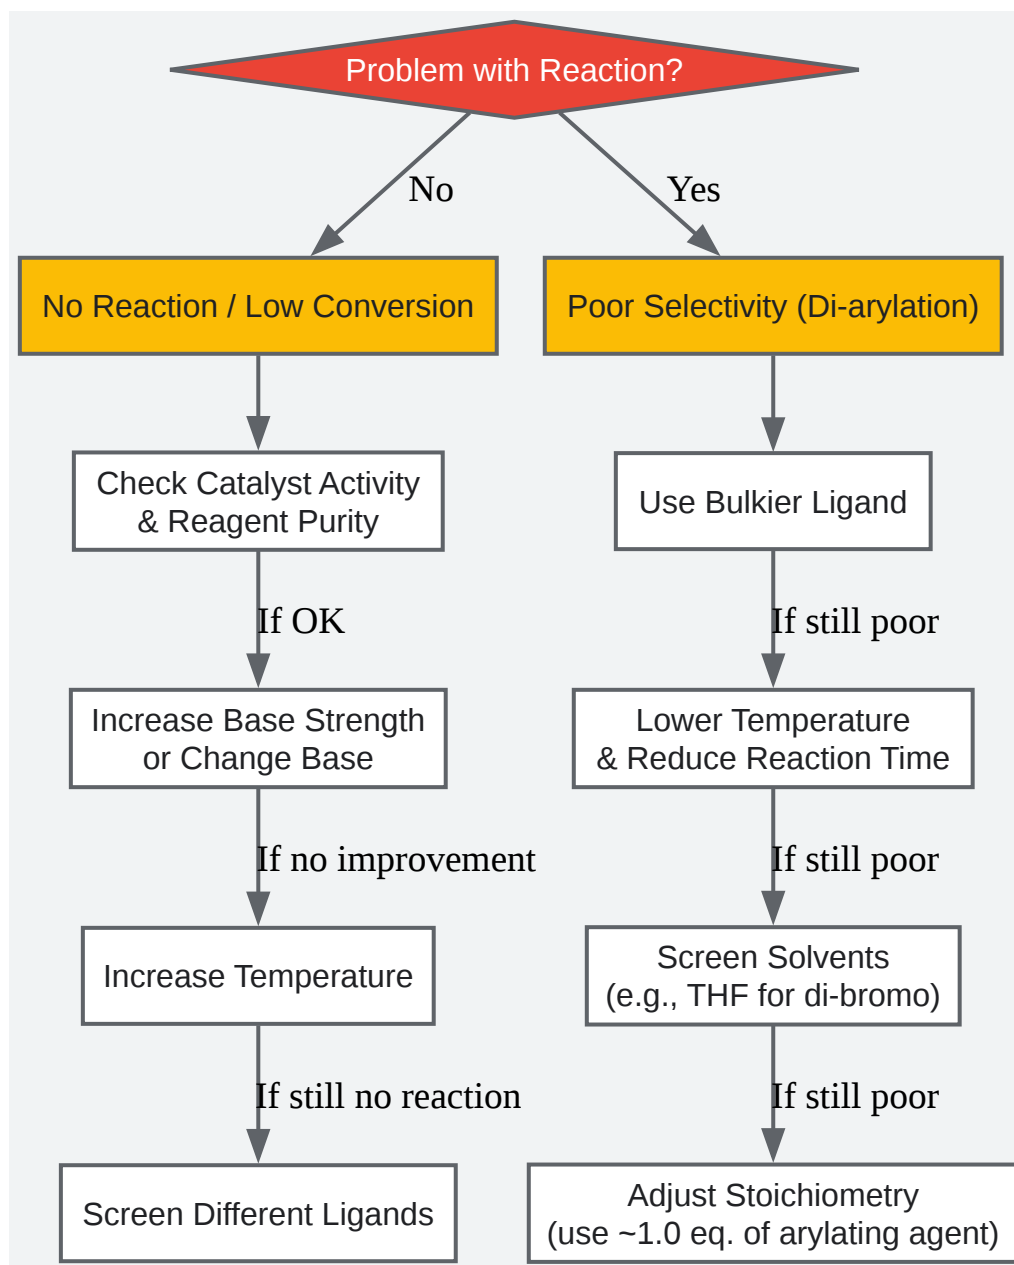 Problem with Reaction?
No
Yes
No Reaction / Low Conversion
Poor Selectivity (Di-arylation)
Check Catalyst Activity
& Reagent Purity
Use Bulkier Ligand
If OK
If still poor
Increase Base Strength
or Change Base
Lower Temperature
& Reduce Reaction Time
If no improvement
If still poor
Increase Temperature
Screen Solvents
(e.g., THF for di-bromo)
If still no reaction
If still poor
Screen Different Ligands
Adjust Stoichiometry
(use ~1.0 eq. of arylating agent)